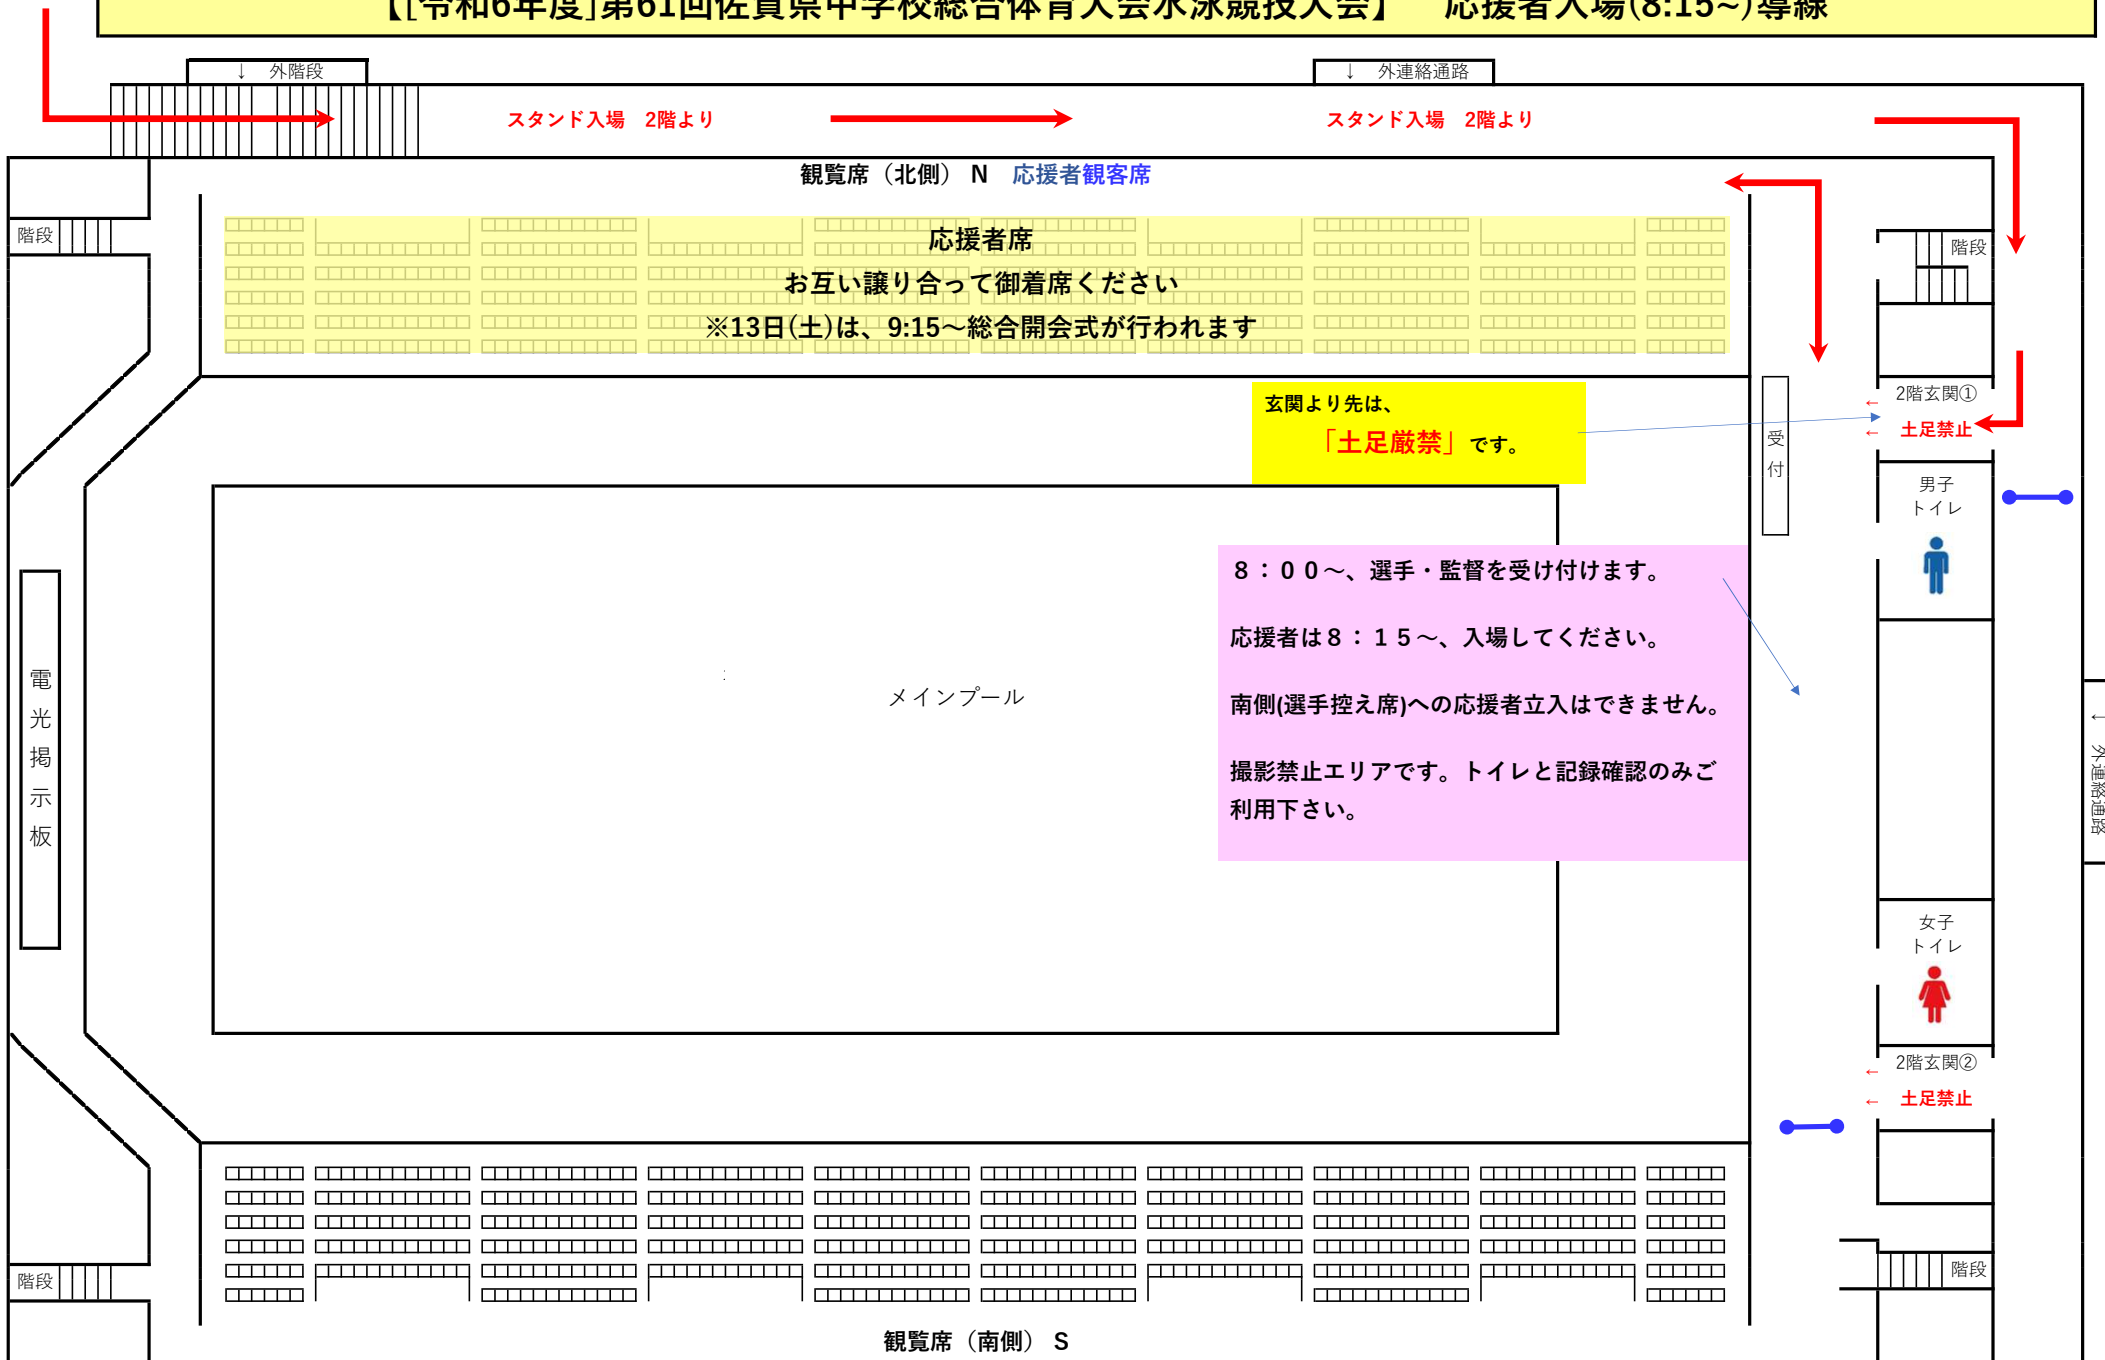 【[令和6年度]第61回佐賀県中学校総合体育大会水泳競技大会】　応援者入場(8:15~)導線
↓　外階段
↓　外連絡通路
スタンド入場　2階より
スタンド入場　2階より
観覧席（北側） N　応援者観客席
階段
応援者席
お互い譲り合って御着席ください
※13日(土)は、9:15～総合開会式が行われます
階段
玄関より先は、
「土足厳禁」です。
2階玄関①
←
← 土足禁止
受付
男子
トイレ
8：00～、選手・監督を受け付けます。
応援者は8：15～、入場してください。
南側(選手控え席)への応援者立入はできません。
撮影禁止エリアです。トイレと記録確認のみご
利用下さい。
電光掲示板
メインプール
↓　外連絡通路
女子
トイレ
2階玄関②
←
← 土足禁止
階段
階段
観覧席（南側） S